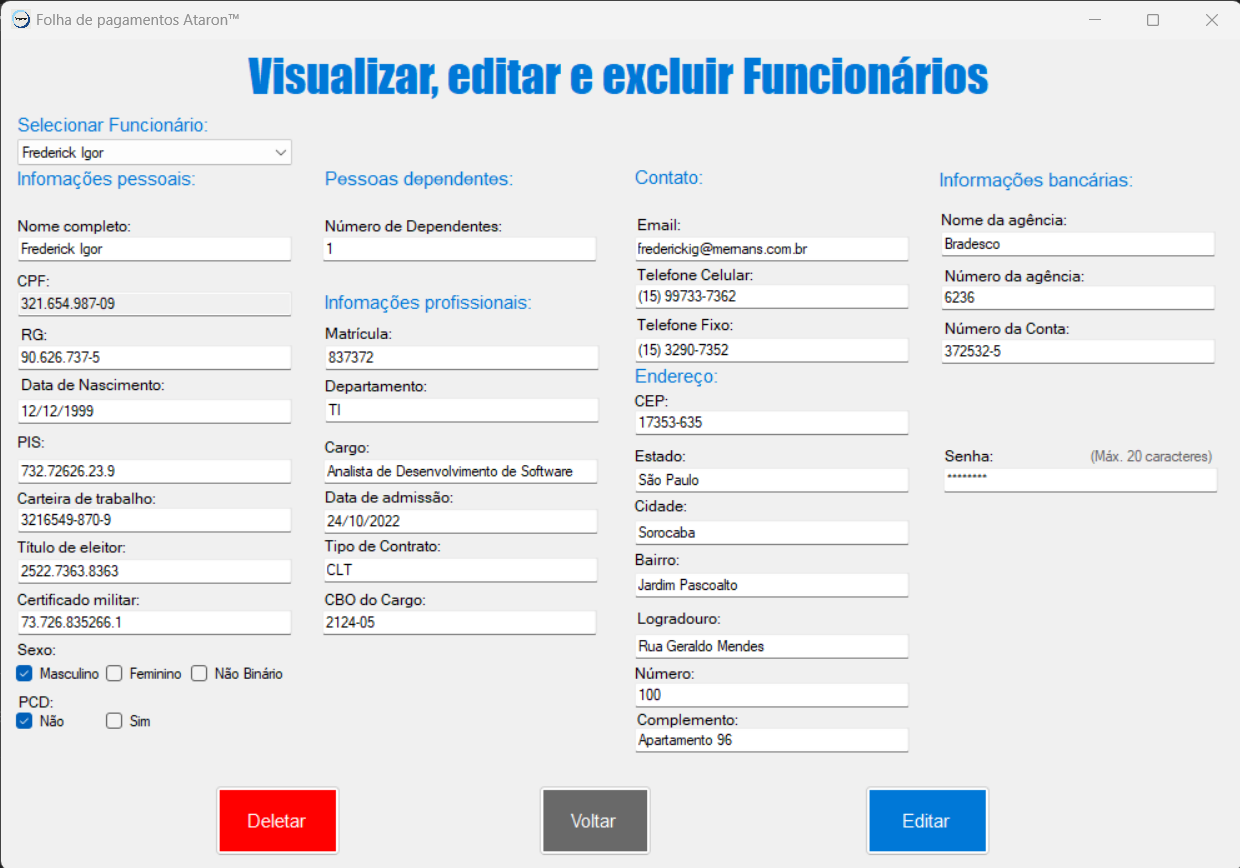 Folha de pagamentos Ataron™
Visualizar, editar e excluir Funcionários
Selecionar Funcionário:
Frederick Igor
Infomações pessoais:
Nome completo:
Frederick Igor
CPF:
321.654.987-09
RG:
90.626.737-5
Data de Nascimento:
12/12/1999
PIS:
732.72626.23.9
Carteira de trabalho:
3216549-870-9
Título de eleitor:
2522.7363.8363
Certificado militar:
73.726.835266.1
Sexo:
Masculino Feminino Não Binário
PCD:
Não Sim
Pessoas dependentes:
Número de Dependentes:
1
Infomações profissionais:
Matrícula:
837372
Departamento:
TI
Cargo:
Analista de Desenvolvimento de Software
Data de admissão:
24/10/2022
Tipo de Contrato:
CLT
CBO do Cargo:
2124-05
Contato:
Email:
frederickig@memans.com.br
Telefone Celular:
(15) 99733-7362
Telefone Fixo:
(15) 3290-7352
Endereço:
CEP:
17353-635
Estado:
São Paulo
Cidade:
Sorocaba
Bairro:
Jardim Pascoalto
Logradouro:
Rua Geraldo Mendes
Número:
100
Complemento:
Apartamento 96
Informações bancárias:
Nome da agência:
Bradesco
Número da agência:
6236
Número da Conta:
372532-5
Senha: (Máx. 20 caracteres)
********
Deletar
Voltar
Editar